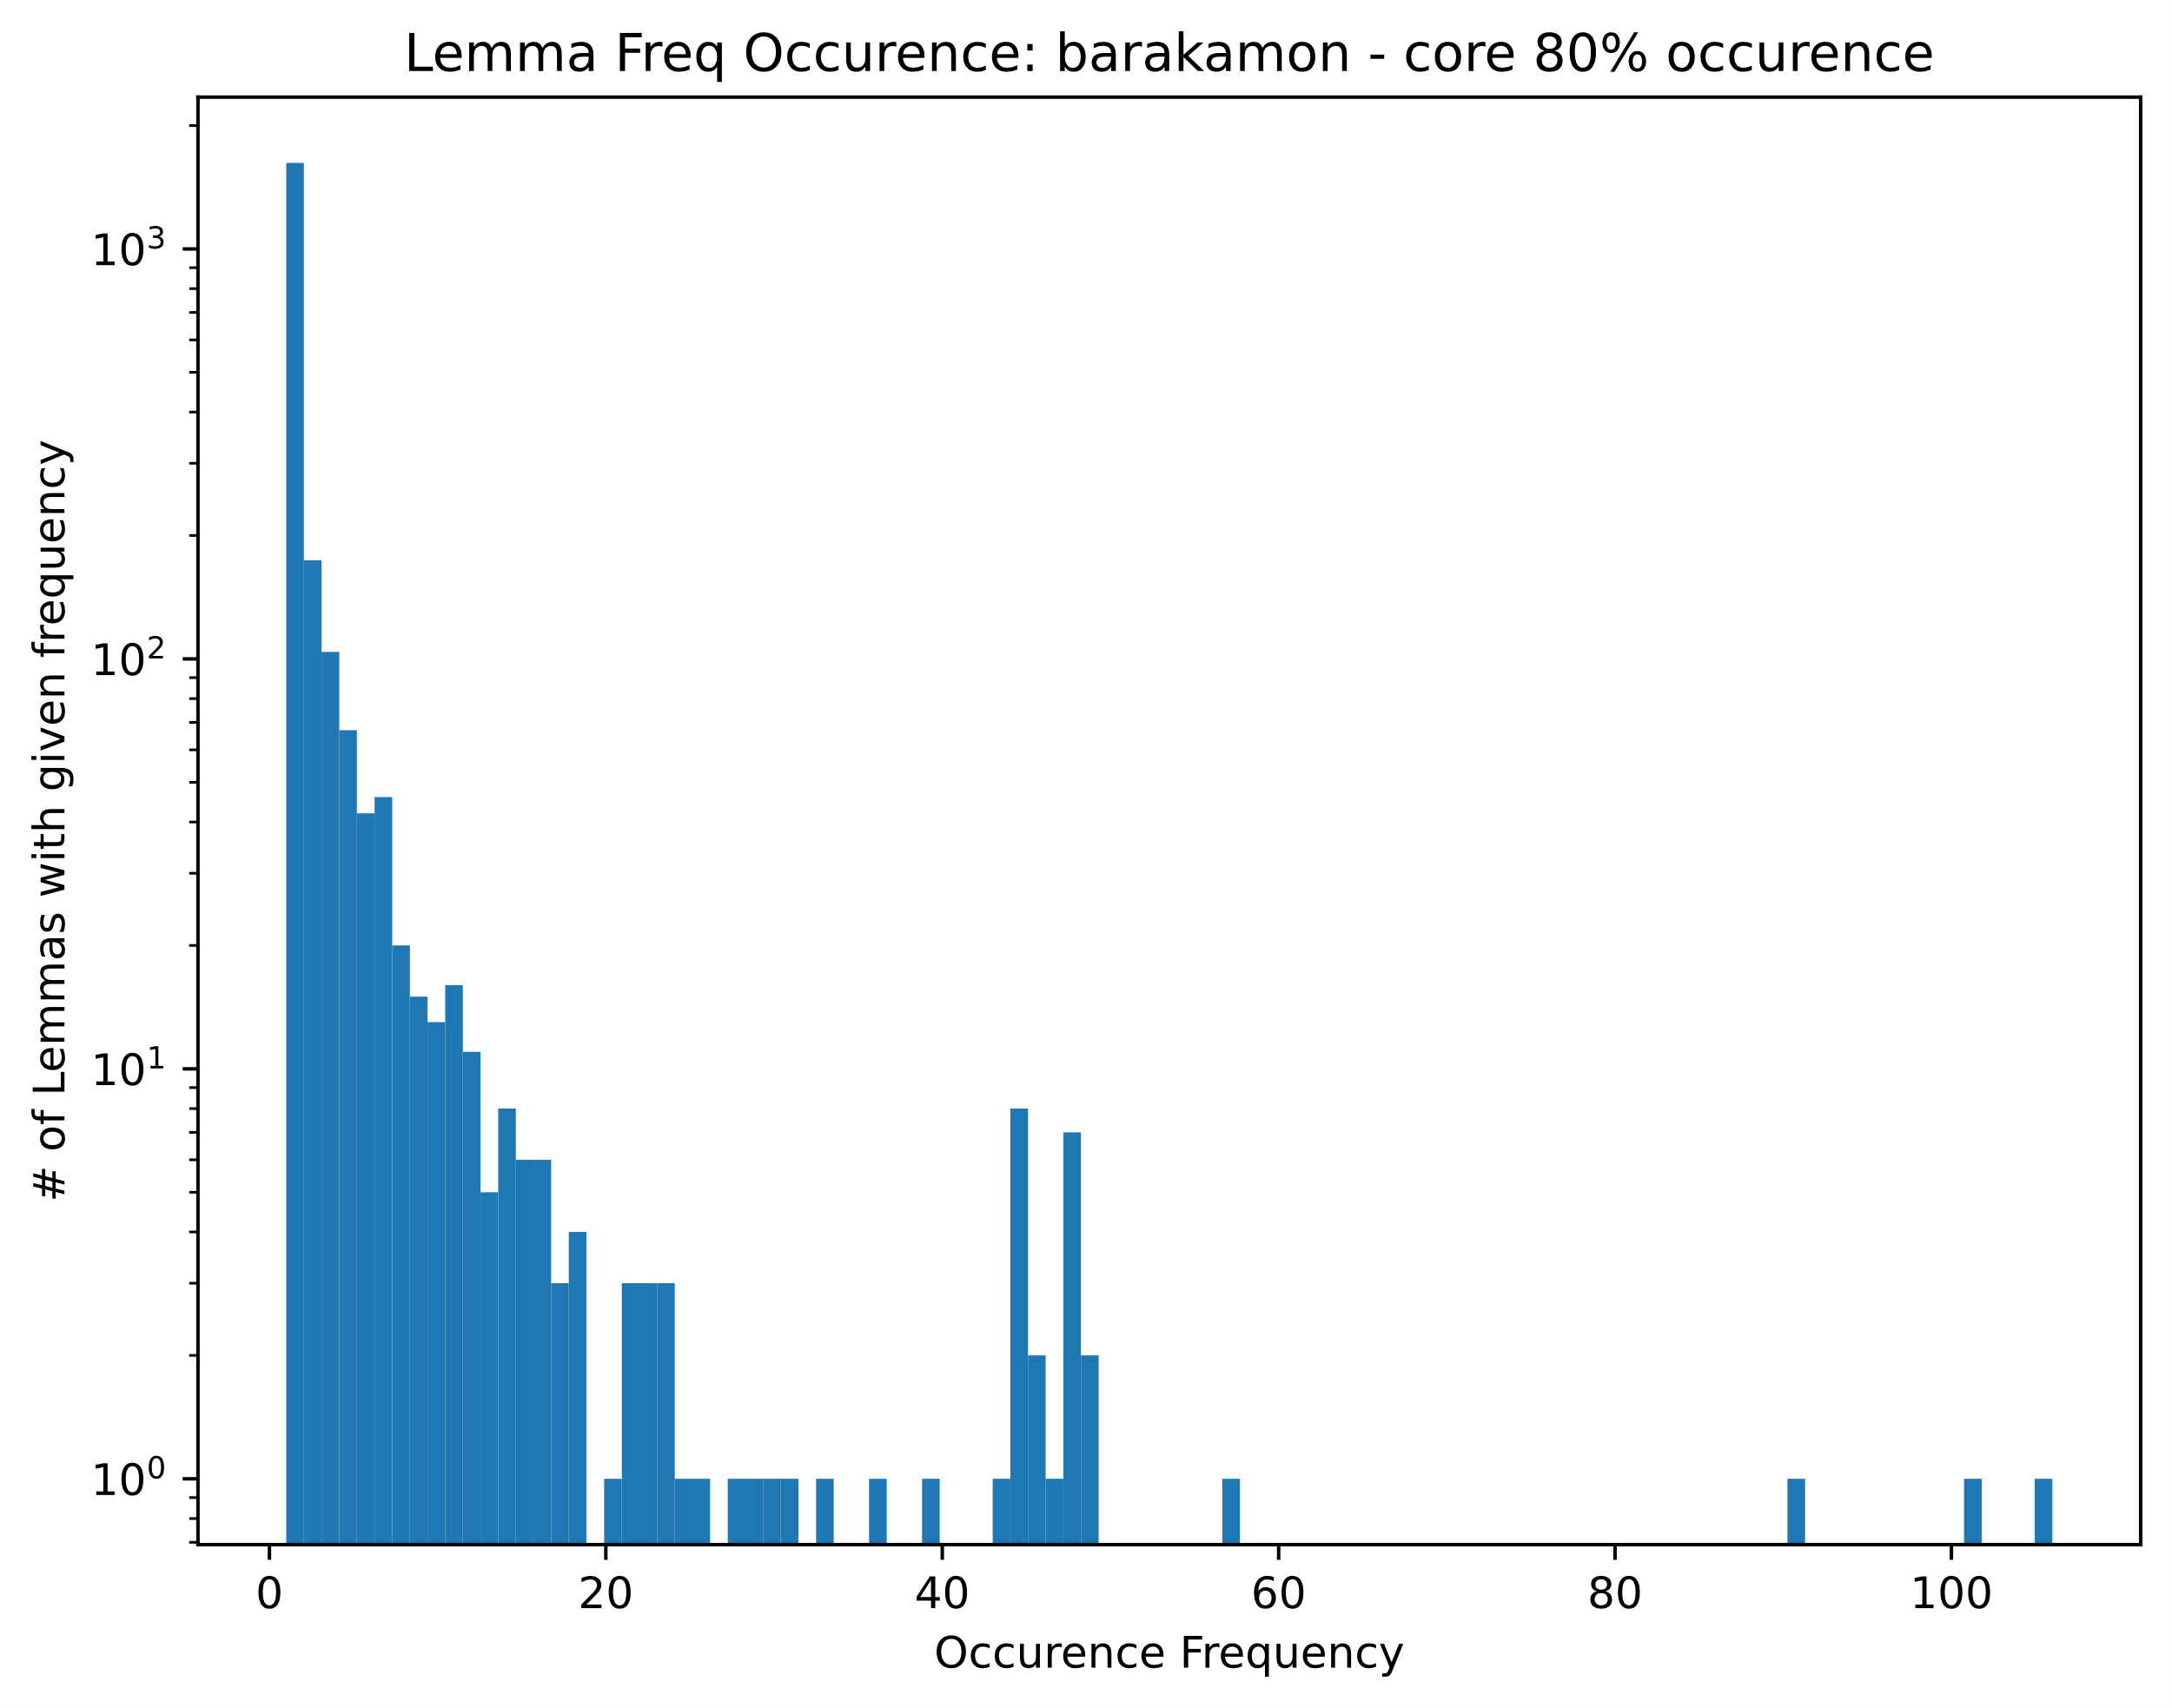 Lemma Freq Occurence: barakamon - core 80% occurence
# of Lemmas with given frequency
10³
10²
10¹
10⁰
0 20 40 60 80 100
Occurence Frequency